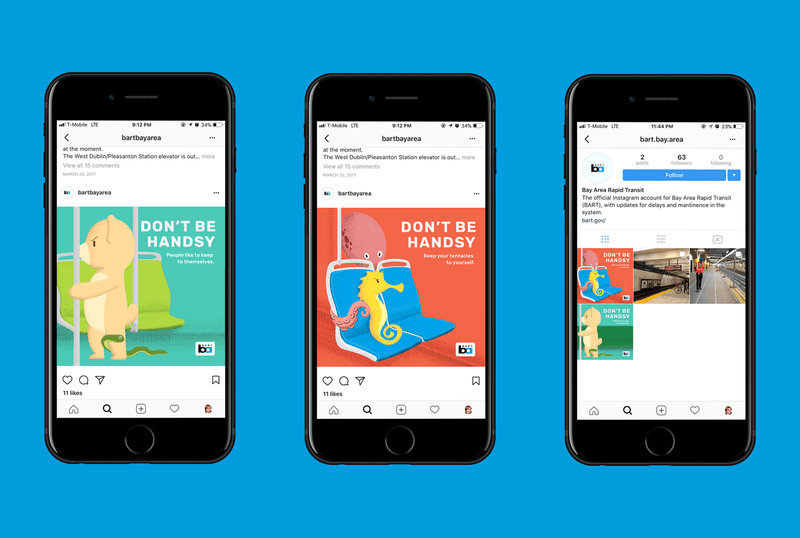 T-Mobile LTE 9:12 PM 34%
bartbayarea
at the moment.
The West Dublin/Pleasanton Station elevator is out... more
View all 15 comments
MARCH 20, 2017
bartbayarea
DON'T BE
HANDSY
People like to keep
to themselves.
BART
ba
11 likes
T-Mobile LTE 9:12 PM 34%
bartbayarea
at the moment.
The West Dublin/Pleasanton Station elevator is out... more
View all 15 comments
MARCH 20, 2017
bartbayarea
DON'T BE
HANDSY
Keep your tentacles
to yourself.
BART
ba
11 likes
T-Mobile LTE 11:44 PM 23%
bart.bay.area
2 63 0
posts followers following
BART
ba
Follow
Bay Area Rapid Transit
The official Instagram account for Bay Area Rapid Transit
(BART), with updates for delays and mantinence in the
system.
bart.gov/
DON'T BE
HANDSY
DON'T BE
HANDSY